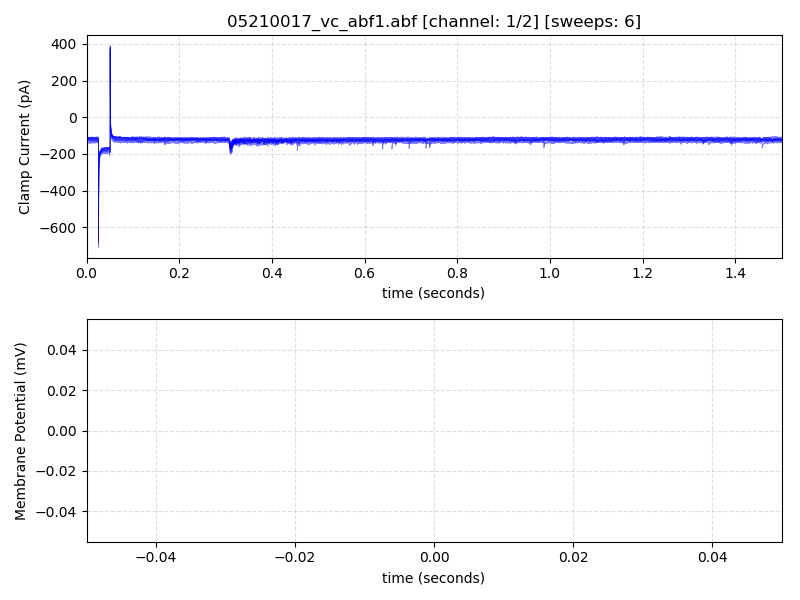 05210017_vc_abf1.abf [channel: 1/2] [sweeps: 6]
Clamp Current (pA)
400
200
0
−200
−400
−600
0.0 0.2 0.4 0.6 0.8 1.0 1.2 1.4
time (seconds)
Membrane Potential (mV)
0.04
0.02
0.00
−0.02
−0.04
−0.04 −0.02 0.00 0.02 0.04
time (seconds)